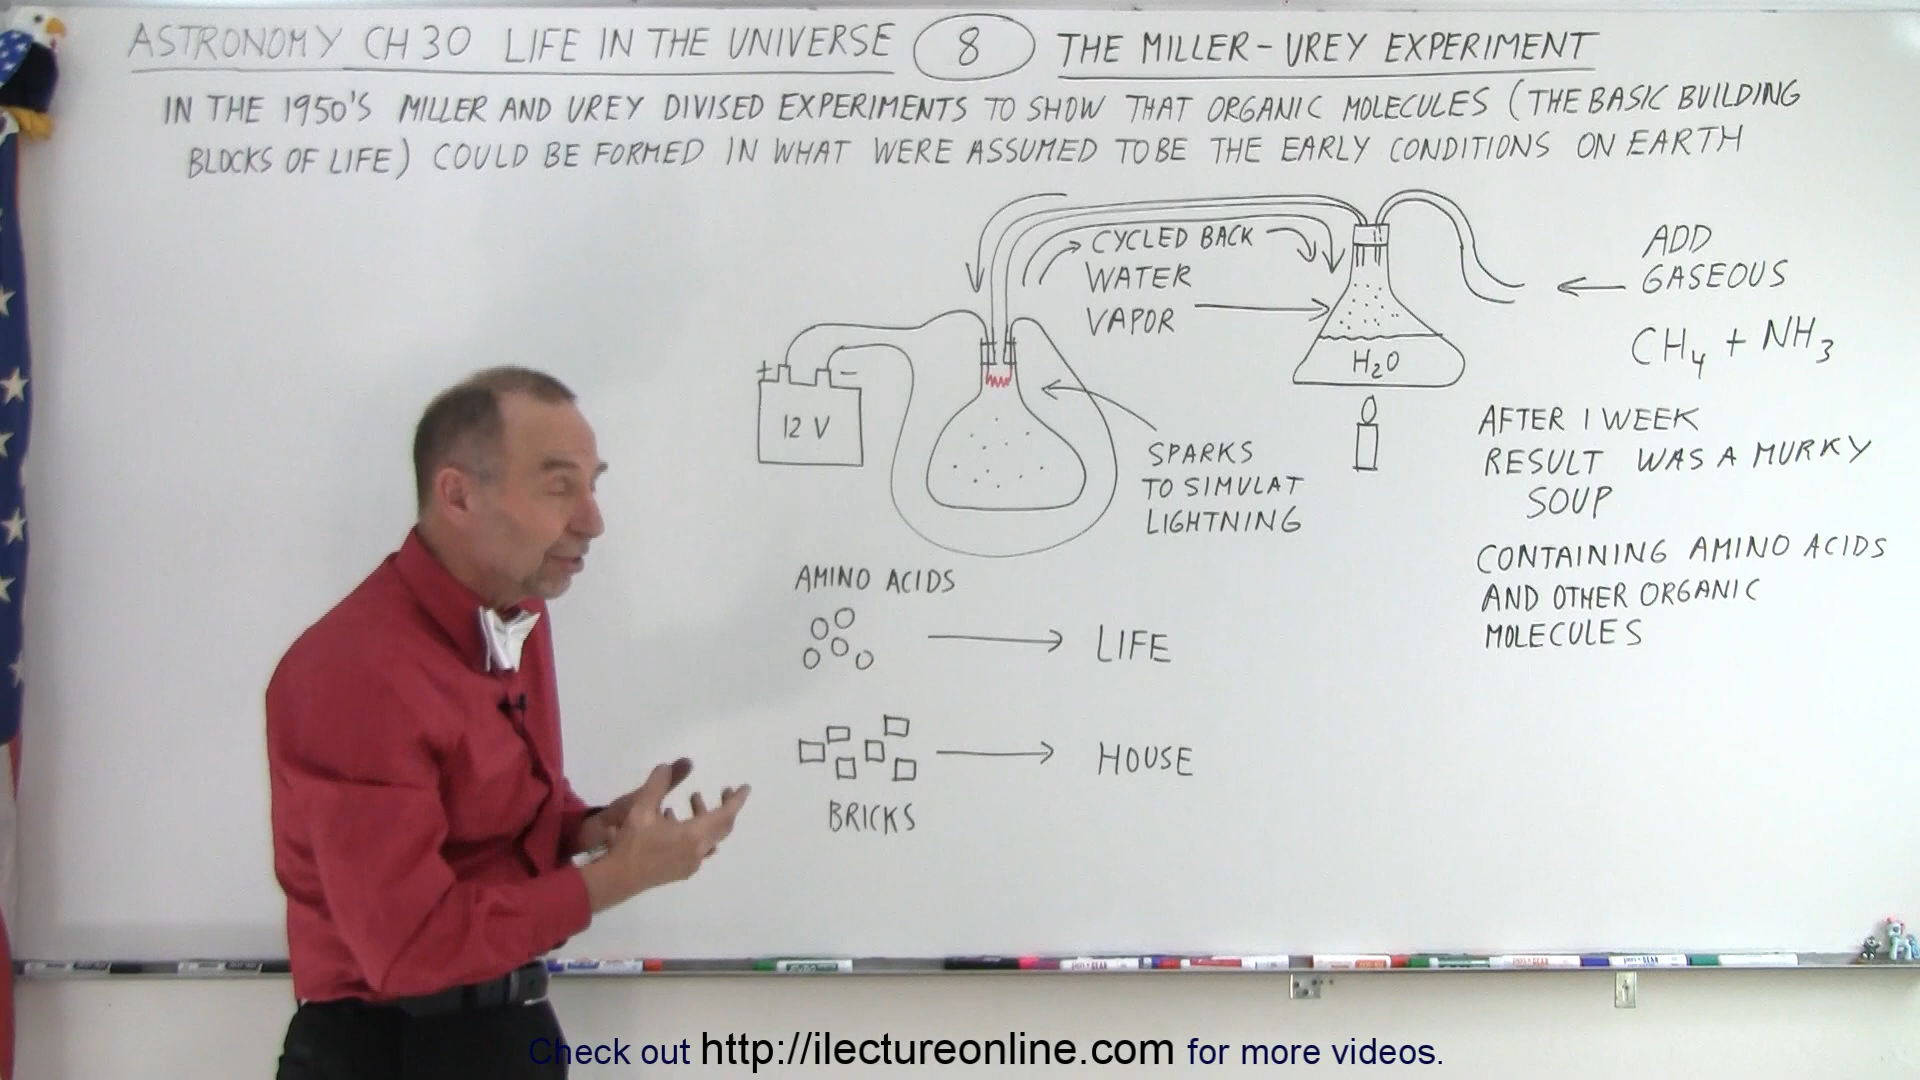 ASTRONOMY CH 30 LIFE IN THE UNIVERSE 8 THE MILLER-UREY EXPERIMENT
IN THE 1950'S MILLER AND UREY DIVISED EXPERIMENTS TO SHOW THAT ORGANIC MOLECULES (THE BASIC BUILDING
BLOCKS OF LIFE) COULD BE FORMED IN WHAT WERE ASSUMED TO BE THE EARLY CONDITIONS ON EARTH
CYCLED BACK
WATER
VAPOR
H2O
ADD
GASEOUS
CH4 + NH3
+ -
12 V
SPARKS
TO SIMULAT
LIGHTNING
AFTER 1 WEEK
RESULT WAS A MURKY
SOUP
CONTAINING AMINO ACIDS
AND OTHER ORGANIC
MOLECULES
AMINO ACIDS
LIFE
HOUSE
BRICKS
Check out http://ilectureonline.com for more videos.